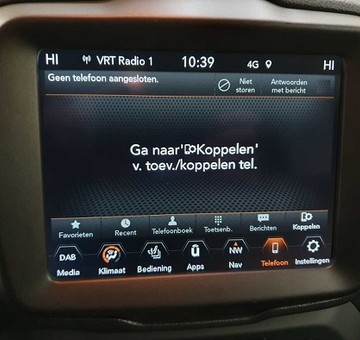 HI VRT Radio 1 10:39 4G HI
Geen telefoon aangesloten.
Niet storen
Antwoorden met bericht
Ga naar'Koppelen'
v. toev./koppelen tel.
Favorieten Recent Telefoonboek Toetsenb. Berichten Koppelen
DAB NW
Media Klimaat Bediening Apps Nav Telefoon Instellingen